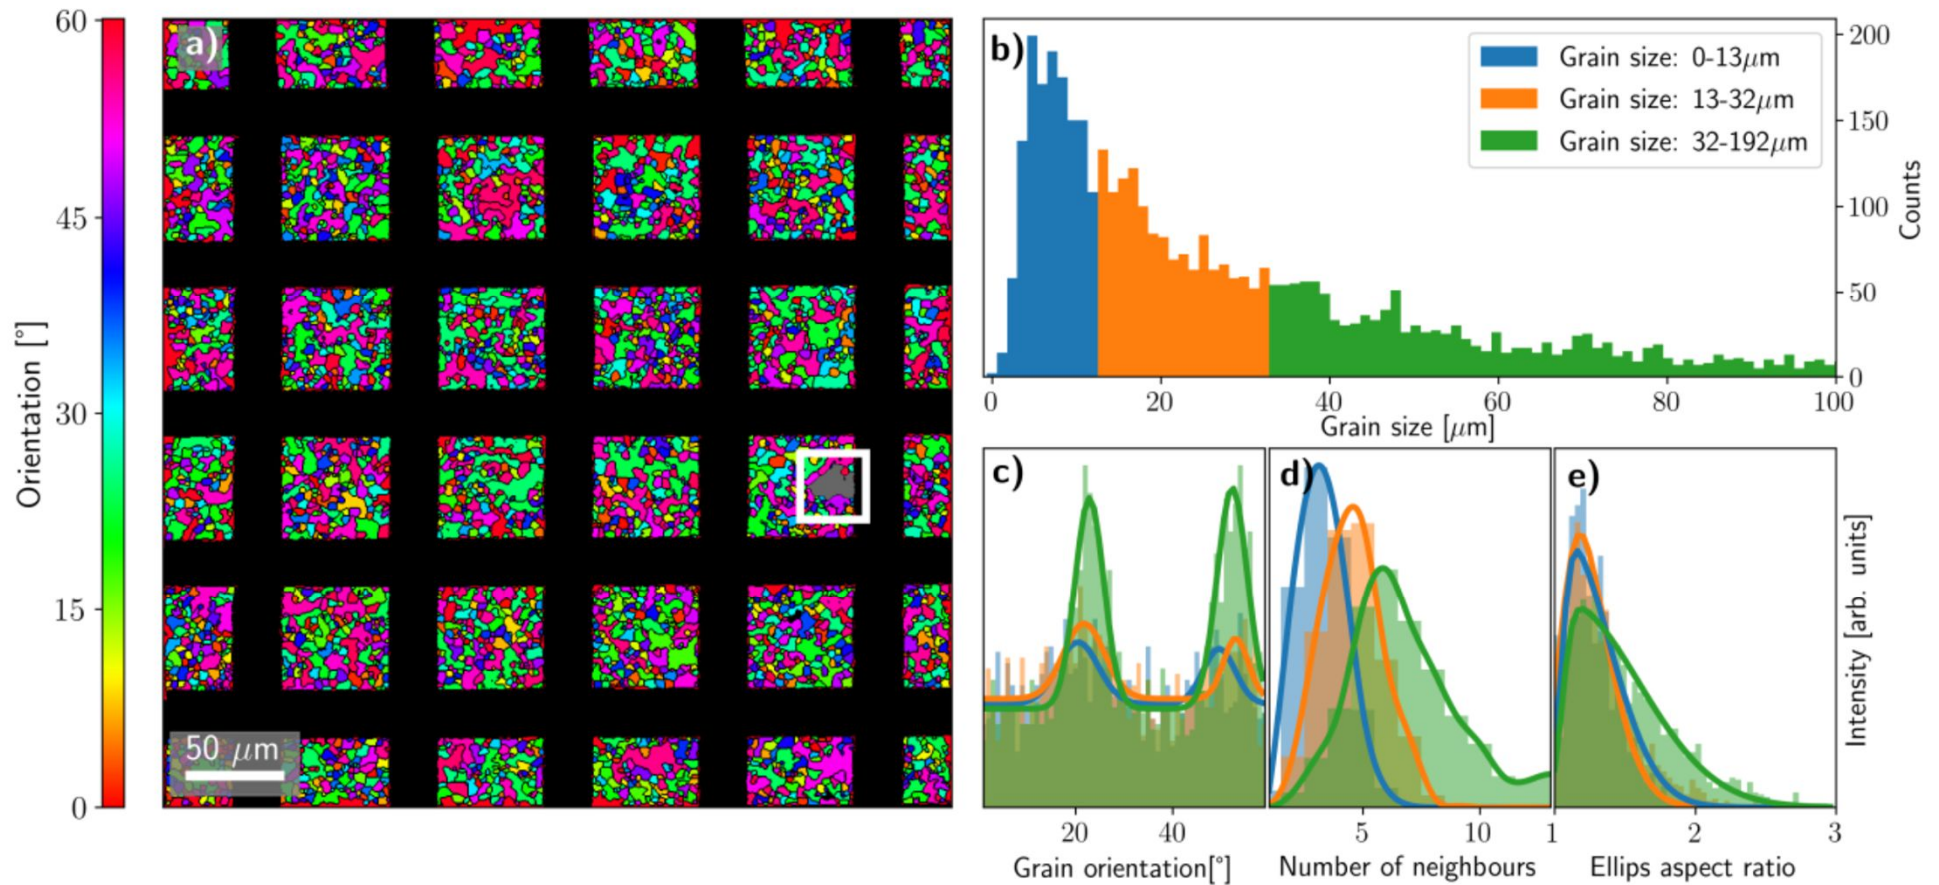 60
45
30
15
0
Orientation [°]
a)
50 μm
b)
Grain size: 0-13μm
Grain size: 13-32μm
Grain size: 32-192μm
200
150
100
50
0
Counts
0 20 40 60 80 100
Grain size [μm]
c)
d)
e)
20 40
5 10
1 2 3
Grain orientation[°]
Number of neighbours
Ellips aspect ratio
Intensity [arb. units]